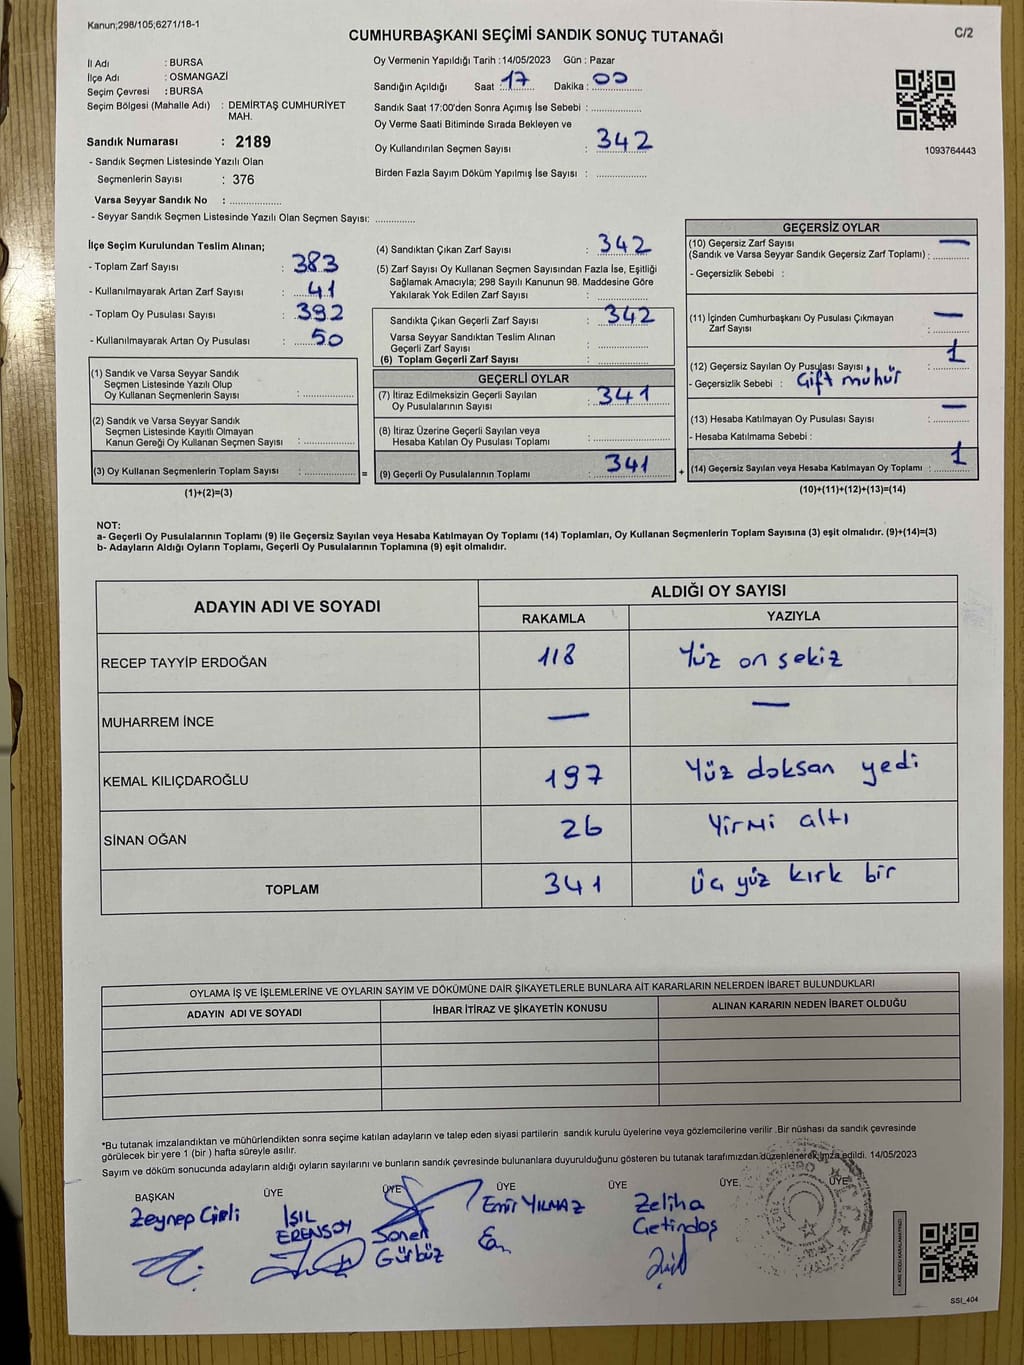 Kanun;298/105;6271/18-1
C/2
CUMHURBAŞKANI SEÇİMİ SANDIK SONUÇ TUTANAĞI
İl Adı : BURSA
İlçe Adı : OSMANGAZİ
Seçim Çevresi : BURSA
Seçim Bölgesi (Mahalle Adı) : DEMİRTAŞ CUMHURİYET MAH.
Sandık Numarası : 2189
- Sandık Seçmen Listesinde Yazılı Olan
Seçmenlerin Sayısı : 376
Varsa Seyyar Sandık No : ..................
- Seyyar Sandık Seçmen Listesinde Yazılı Olan Seçmen Sayısı: ..............
Oy Vermenin Yapıldığı Tarih :14/05/2023 Gün : Pazar
Sandığın Açıldığı Saat : 17 Dakika : 00
Sandık Saat 17:00'den Sonra Açılmış İse Sebebi : ..................
Oy Verme Saati Bitiminde Sırada Bekleyen ve
Oy Kullandırılan Seçmen Sayısı : 342
Birden Fazla Sayım Döküm Yapılmış İse Sayısı : ..................
1093764443
İlçe Seçim Kurulundan Teslim Alınan;
- Toplam Zarf Sayısı : 383
- Kullanılmayarak Artan Zarf Sayısı : 41
- Toplam Oy Pusulası Sayısı : 392
- Kullanılmayarak Artan Oy Pusulası : 50
(1) Sandık ve Varsa Seyyar Sandık
Seçmen Listesinde Yazılı Olup
Oy Kullanan Seçmenlerin Sayısı : ..................
(2) Sandık ve Varsa Seyyar Sandık
Seçmen Listesinde Kayıtlı Olmayan
Kanun Gereği Oy Kullanan Seçmen Sayısı : ..................
(3) Oy Kullanan Seçmenlerin Toplam Sayısı : ..................
(1)+(2)=(3)
=
(4) Sandıktan Çıkan Zarf Sayısı : 342
(5) Zarf Sayısı Oy Kullanan Seçmen Sayısından Fazla İse, Eşitliği
Sağlamak Amacıyla; 298 Sayılı Kanunun 98. Maddesine Göre
Yakılarak Yok Edilen Zarf Sayısı : ..................
Sandıkta Çıkan Geçerli Zarf Sayısı : 342
Varsa Seyyar Sandıktan Teslim Alınan
Geçerli Zarf Sayısı : ..................
(6) Toplam Geçerli Zarf Sayısı : ..................
GEÇERLİ OYLAR
(7) İtiraz Edilmeksizin Geçerli Sayılan
Oy Pusulalarının Sayısı : 341
(8) İtiraz Üzerine Geçerli Sayılan veya
Hesaba Katılan Oy Pusulası Toplamı : ..................
(9) Geçerli Oy Pusulalarının Toplamı : 341
+
GEÇERSİZ OYLAR
(10) Geçersiz Zarf Sayısı —
(Sandık ve Varsa Seyyar Sandık Geçersiz Zarf Toplamı) : ..........
- Geçersizlik Sebebi :
(11) İçinden Cumhurbaşkanı Oy Pusulası Çıkmayan —
Zarf Sayısı : ..........
(12) Geçersiz Sayılan Oy Pusulası Sayısı : 1
- Geçersizlik Sebebi : Çift mühür
(13) Hesaba Katılmayan Oy Pusulası Sayısı : —
- Hesaba Katılmama Sebebi :
(14) Geçersiz Sayılan veya Hesaba Katılmayan Oy Toplamı : 1
(10)+(11)+(12)+(13)=(14)
NOT:
a- Geçerli Oy Pusulalarının Toplamı (9) ile Geçersiz Sayılan veya Hesaba Katılmayan Oy Toplamı (14) Toplamları, Oy Kullanan Seçmenlerin Toplam Sayısına (3) eşit olmalıdır. (9)+(14)=(3)
b- Adayların Aldığı Oyların Toplamı, Geçerli Oy Pusulalarının Toplamına (9) eşit olmalıdır.
ADAYIN ADI VE SOYADI ALDIĞI OY SAYISI
RAKAMLA YAZIYLA
RECEP TAYYİP ERDOĞAN 118 Yüz on sekiz
MUHARREM İNCE — —
KEMAL KILIÇDAROĞLU 197 Yüz doksan yedi
SİNAN OĞAN 26 Yirmi altı
TOPLAM 341 Üç yüz kırk bir
OYLAMA İŞ VE İŞLEMLERİNE VE OYLARIN SAYIM VE DÖKÜMÜNE DAİR ŞİKAYETLERLE BUNLARA AİT KARARLARIN NELERDEN İBARET BULUNDUKLARI
ADAYIN ADI VE SOYADI İHBAR İTİRAZ VE ŞİKAYETİN KONUSU ALINAN KARARIN NEDEN İBARET OLDUĞU
*Bu tutanak imzalandıktan ve mühürlendikten sonra seçime katılan adayların ve talep eden siyasi partilerin sandık kurulu üyelerine veya gözlemcilerine verilir .Bir nüshası da sandık çevresinde
görülecek bir yere 1 (bir ) hafta süreyle asılır.
Sayım ve döküm sonucunda adayların aldığı oyların sayılarını ve bunların sandık çevresinde bulunanlara duyurulduğunu gösteren bu tutanak tarafımızdan düzenlenerek imza edildi. 14/05/2023
BAŞKAN ÜYE ÜYE ÜYE ÜYE ÜYE ÜYE
Zeynep
IŞIL ERENSOY
Soner Gürbüz
Emir YILMAZ
Zeliha Çetindaş
SSI_404